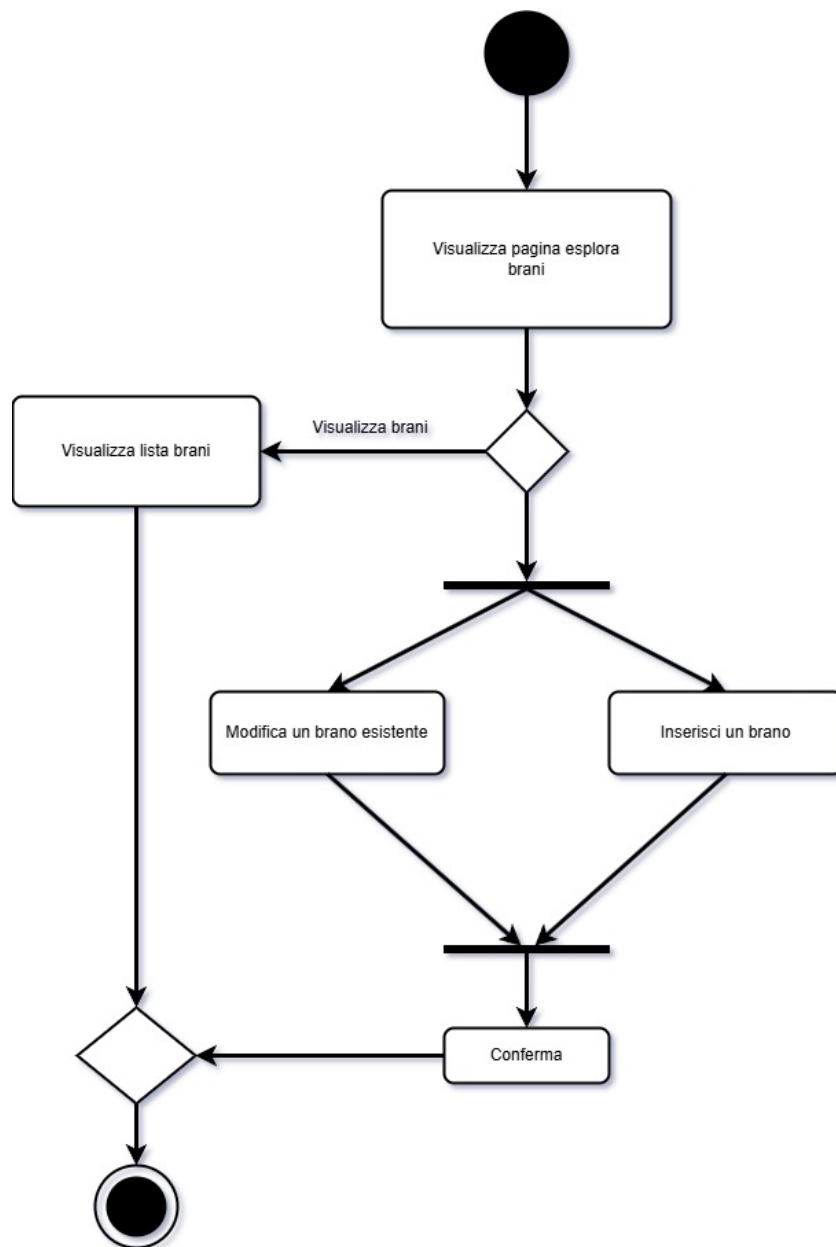 Visualizza pagina esplora
brani
Visualizza brani
Visualizza lista brani
Modifica un brano esistente
Inserisci un brano
Conferma